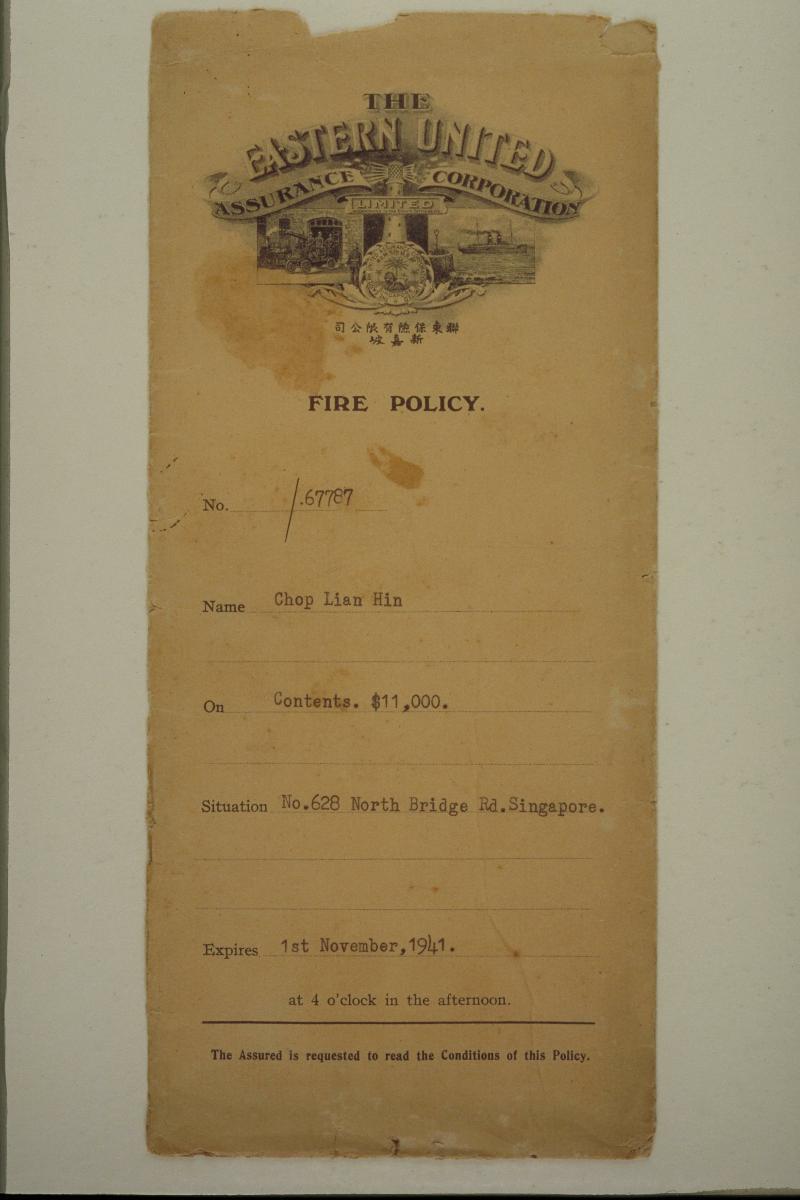 THE
EASTERN UNITED
ASSURANCE CORPORATION
LIMITED
司公限有險保東聯
坡嘉新
FIRE POLICY.
No. /.67787
Name Chop Lian Hin
On Contents. $11,000.
Situation No.628 North Bridge Rd.Singapore.
Expires 1st November,1941.
at 4 o'clock in the afternoon.
The Assured is requested to read the Conditions of this Policy.